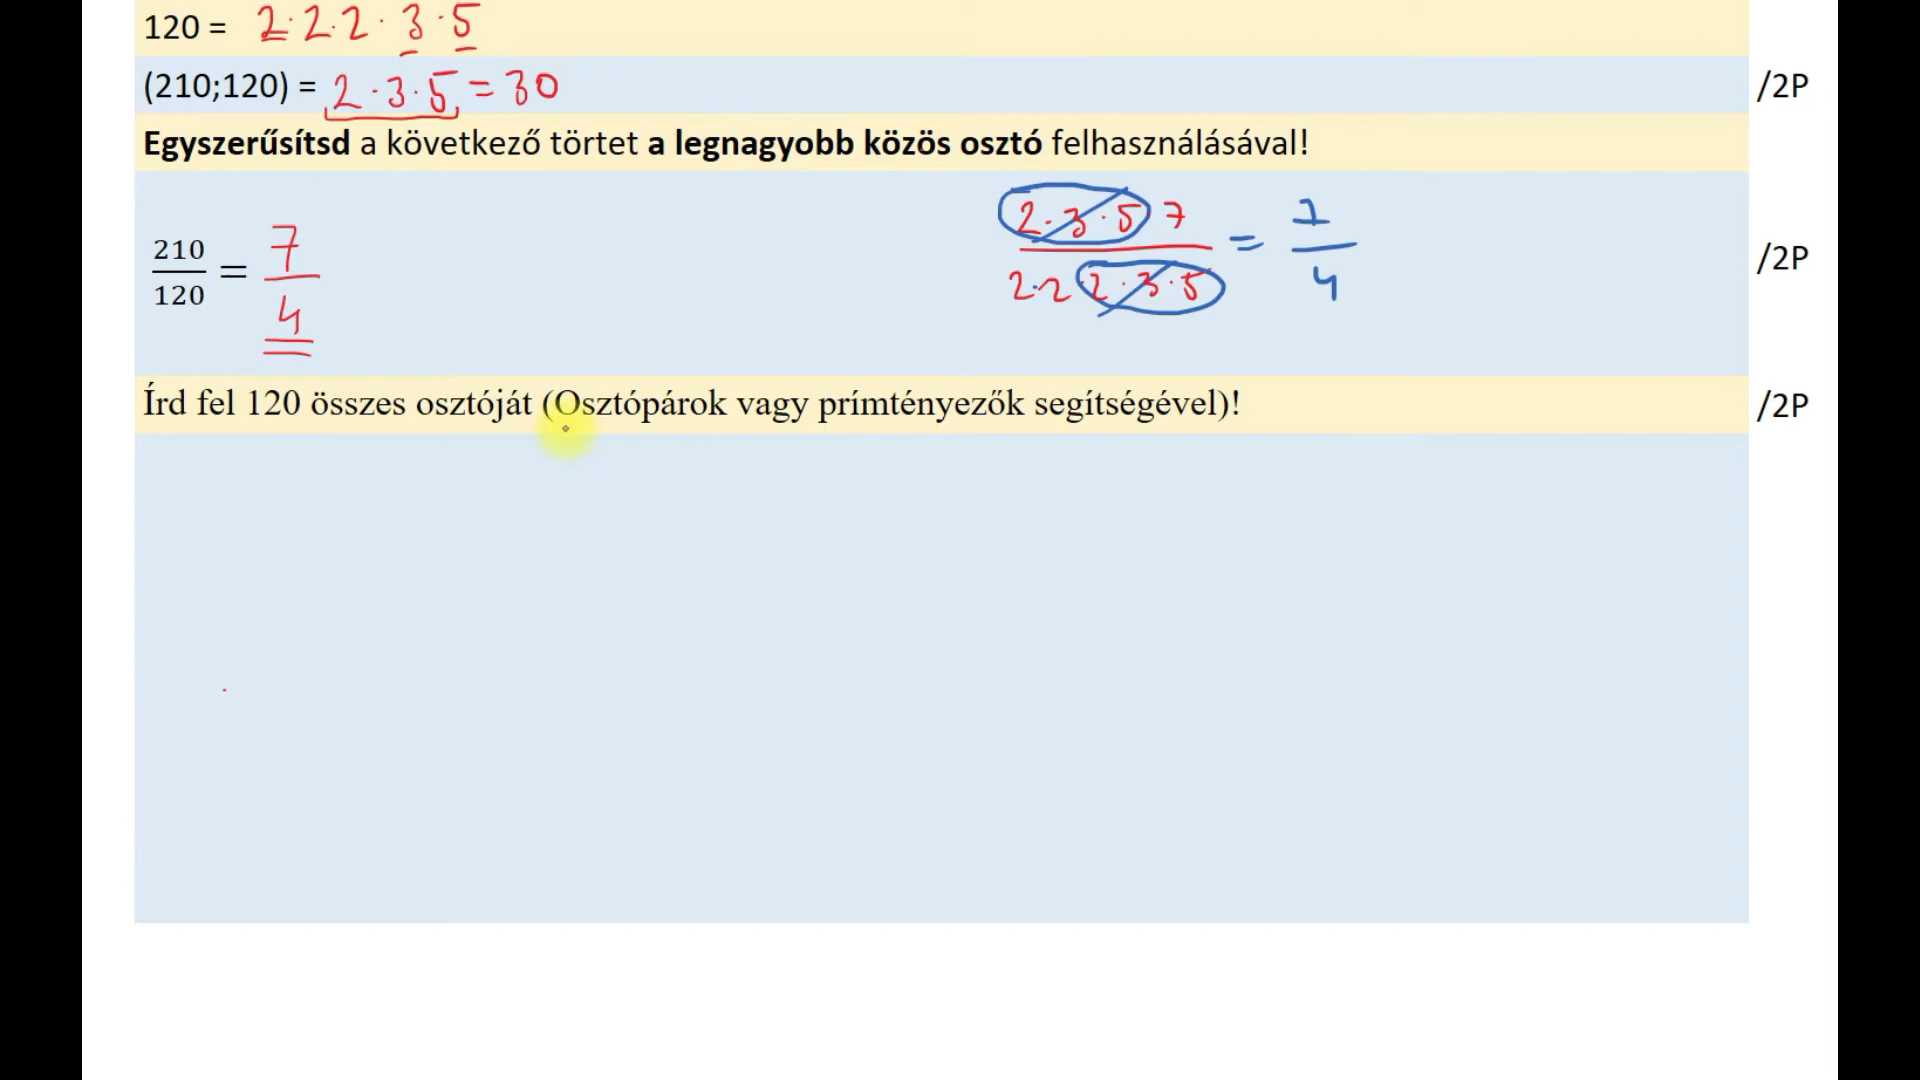 120 = 2·2·2·3·5
(210;120) = 2·3·5 = 30 /2P
Egyszerűsítsd a következő törtet a legnagyobb közös osztó felhasználásával!
210/120 = 7/4 2·3·5·7/2·2·2·3·5 = 7/4 /2P
Írd fel 120 összes osztóját (Osztópárok vagy prímtényezők segítségével)! /2P